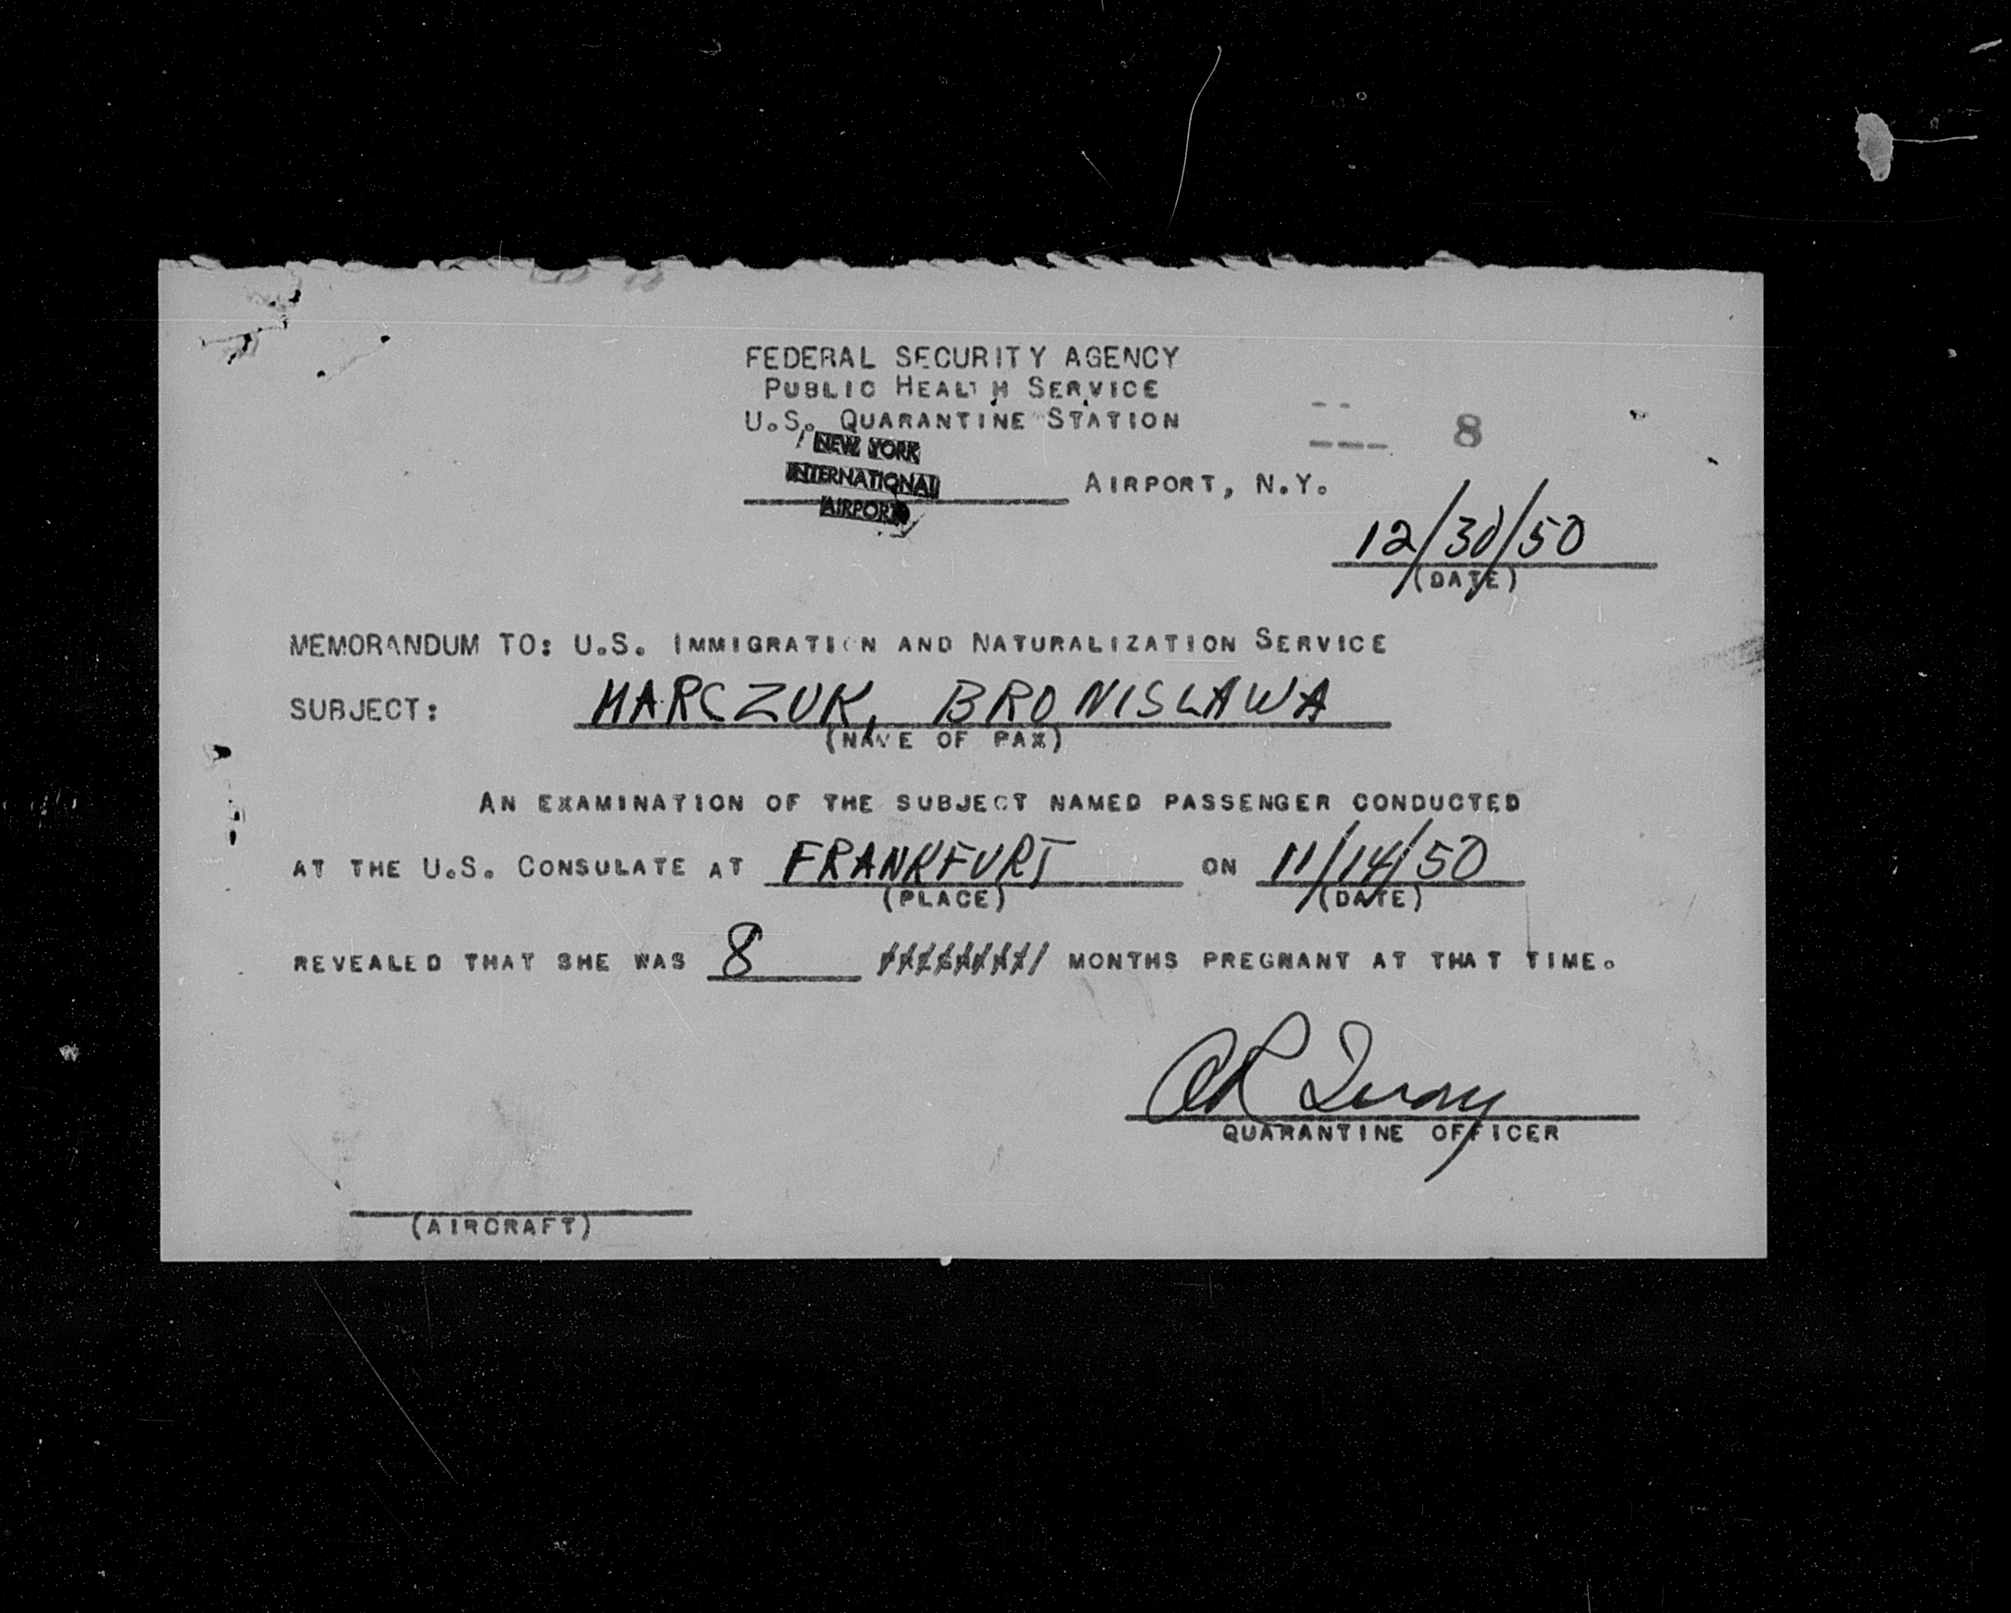 FEDERAL SECURITY AGENCY
PUBLIC HEALTH SERVICE
U.S. QUARANTINE STATION
NEW YORK
INTERNATIONAL
AIRPORT
AIRPORT, N.Y.
8
12/30/50
(DATE)
MEMORANDUM TO: U.S. IMMIGRATION AND NATURALIZATION SERVICE
SUBJECT: MARCZUK, BRONISLAWA
(NAME OF PAX)
AN EXAMINATION OF THE SUBJECT NAMED PASSENGER CONDUCTED
AT THE U.S. CONSULATE AT FRANKFURT ON 11/14/50
(PLACE) (DATE)
REVEALED THAT SHE WAS 8 MONTHS PREGNANT AT THAT TIME.
QUARANTINE OFFICER
(AIRCRAFT)